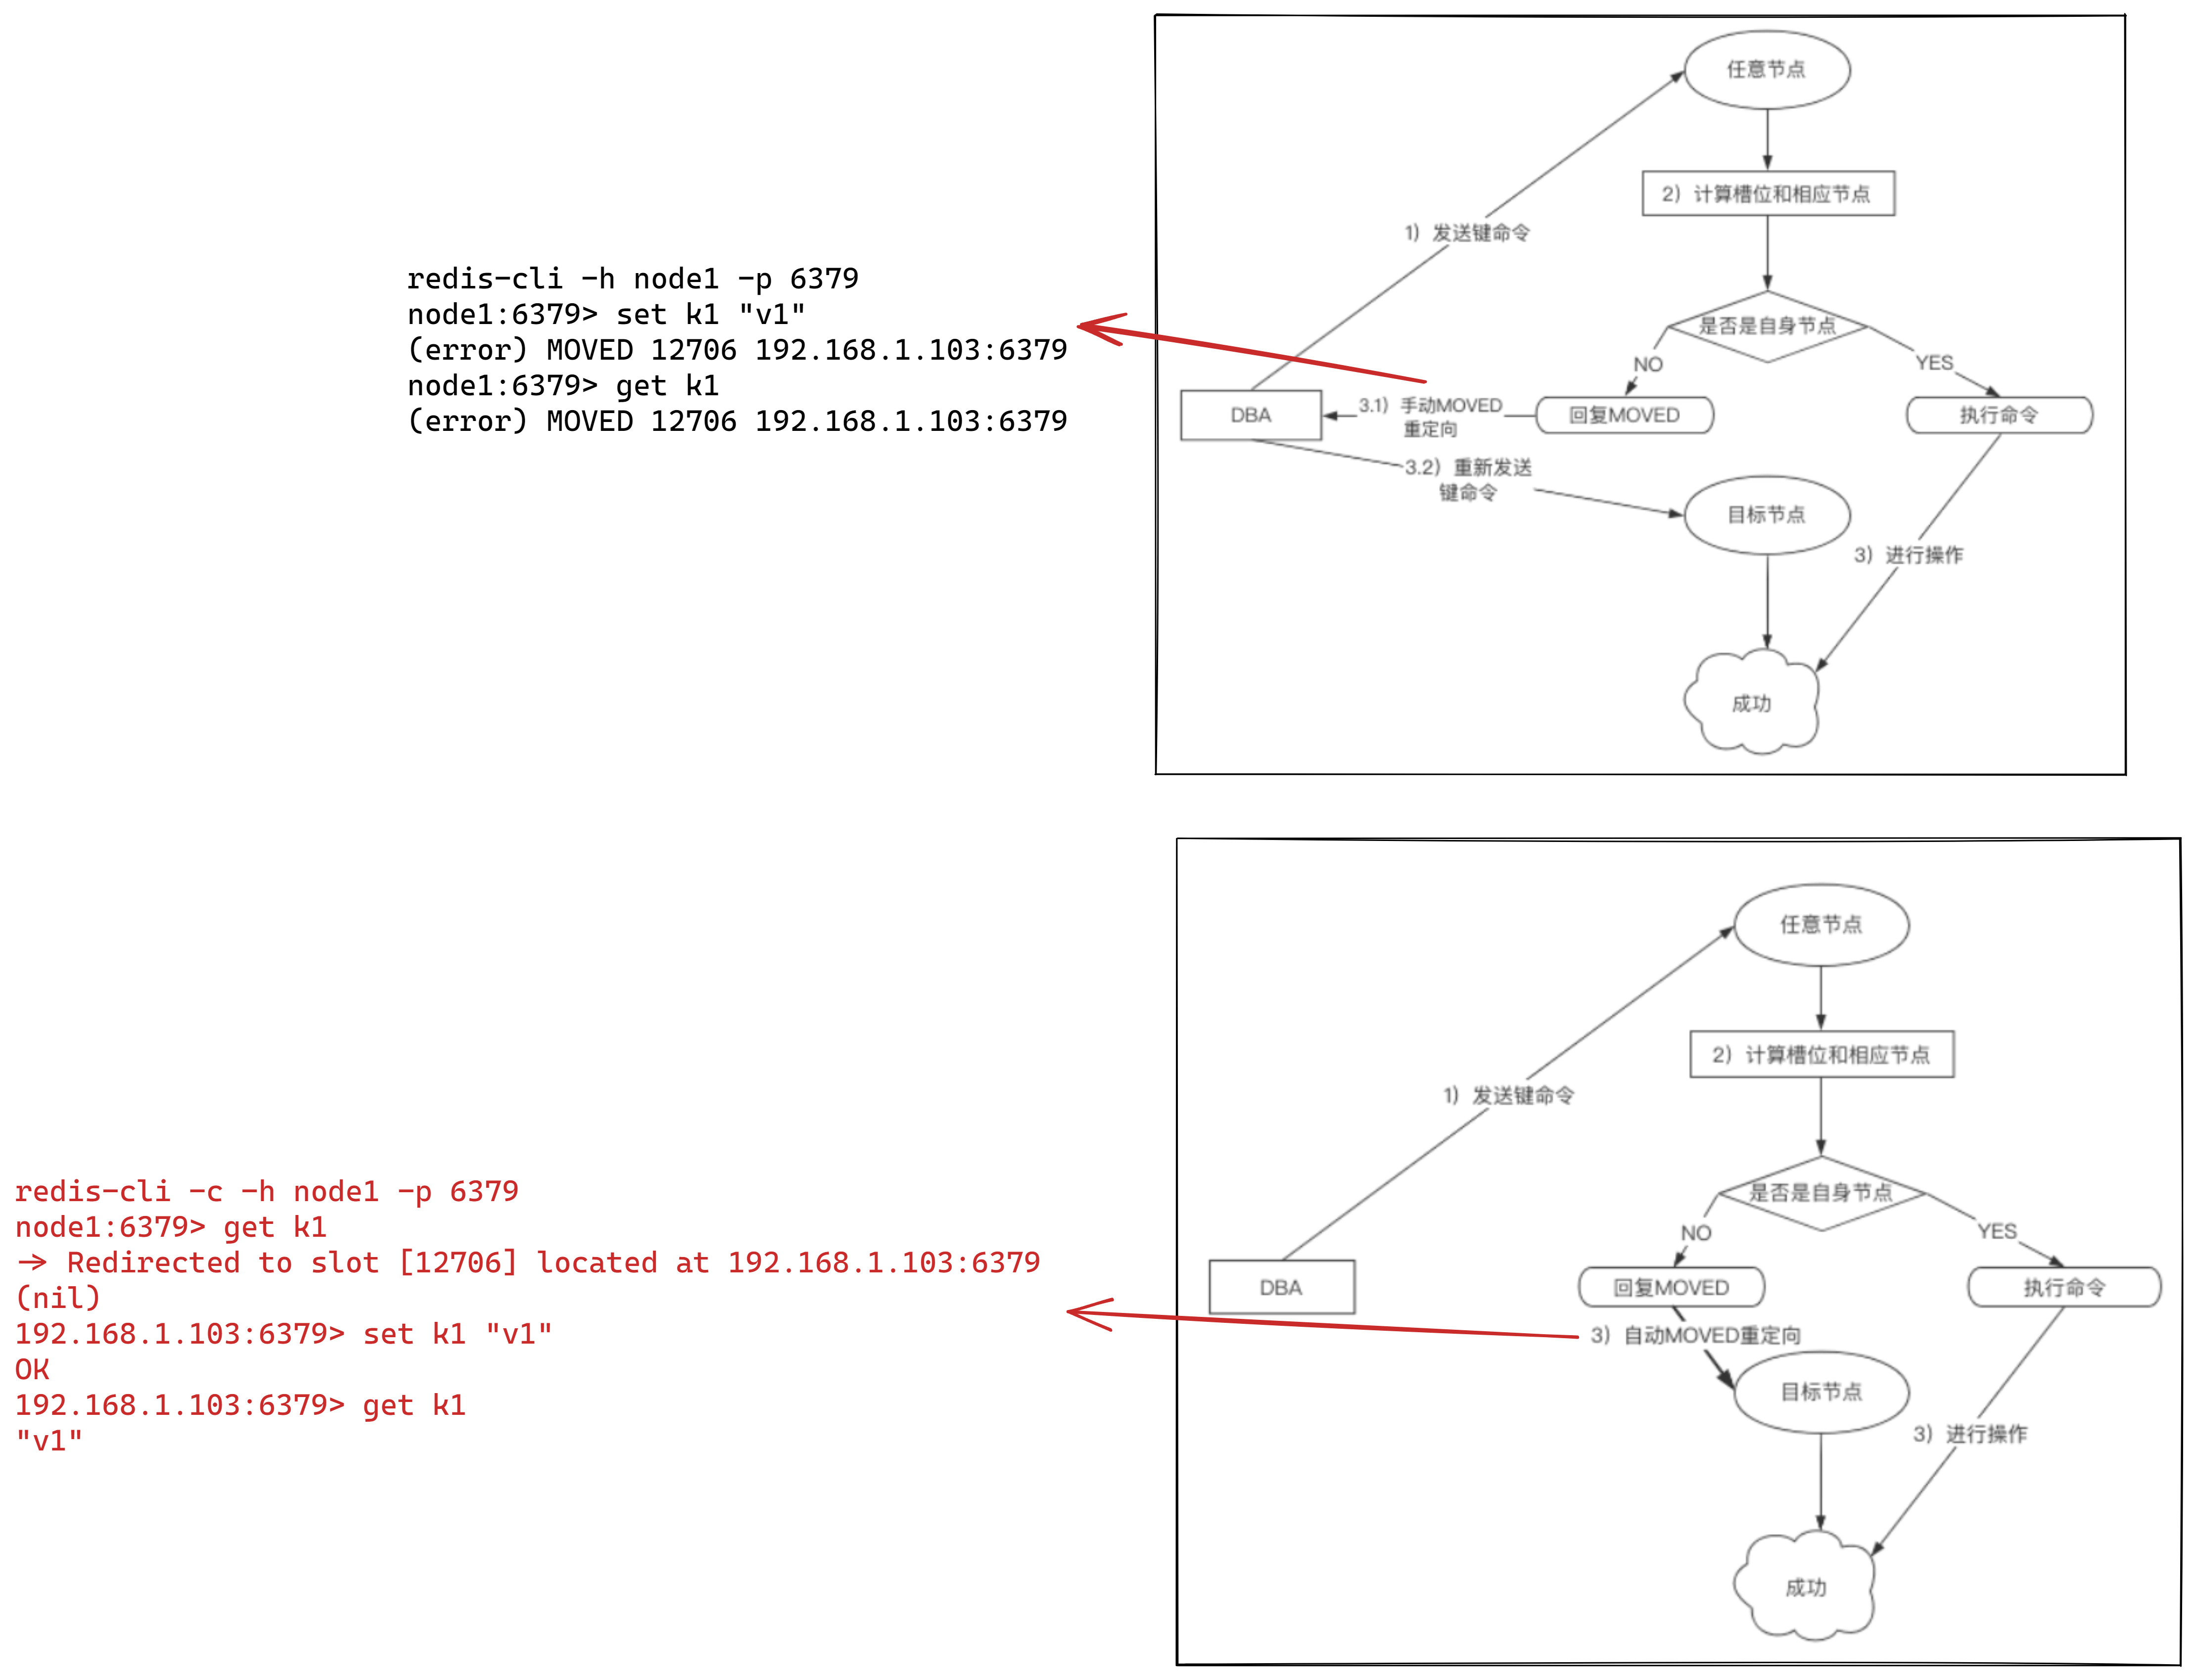 任意节点
2）计算槽位和相应节点
1）发送键命令
redis-cli -h node1 -p 6379
node1:6379> set k1 "v1"
(error) MOVED 12706 192.168.1.103:6379
node1:6379> get k1
(error) MOVED 12706 192.168.1.103:6379
是否是自身节点
NO
YES
DBA
3.1）手动MOVED
重定向
回复MOVED
执行命令
3.2）重新发送
键命令
目标节点
3）进行操作
成功
任意节点
2）计算槽位和相应节点
1）发送键命令
redis-cli -c -h node1 -p 6379
node1:6379> get k1
-> Redirected to slot [12706] located at 192.168.1.103:6379
(nil)
192.168.1.103:6379> set k1 "v1"
OK
192.168.1.103:6379> get k1
"v1"
是否是自身节点
NO
YES
DBA
回复MOVED
执行命令
3）自动MOVED重定向
目标节点
3）进行操作
成功